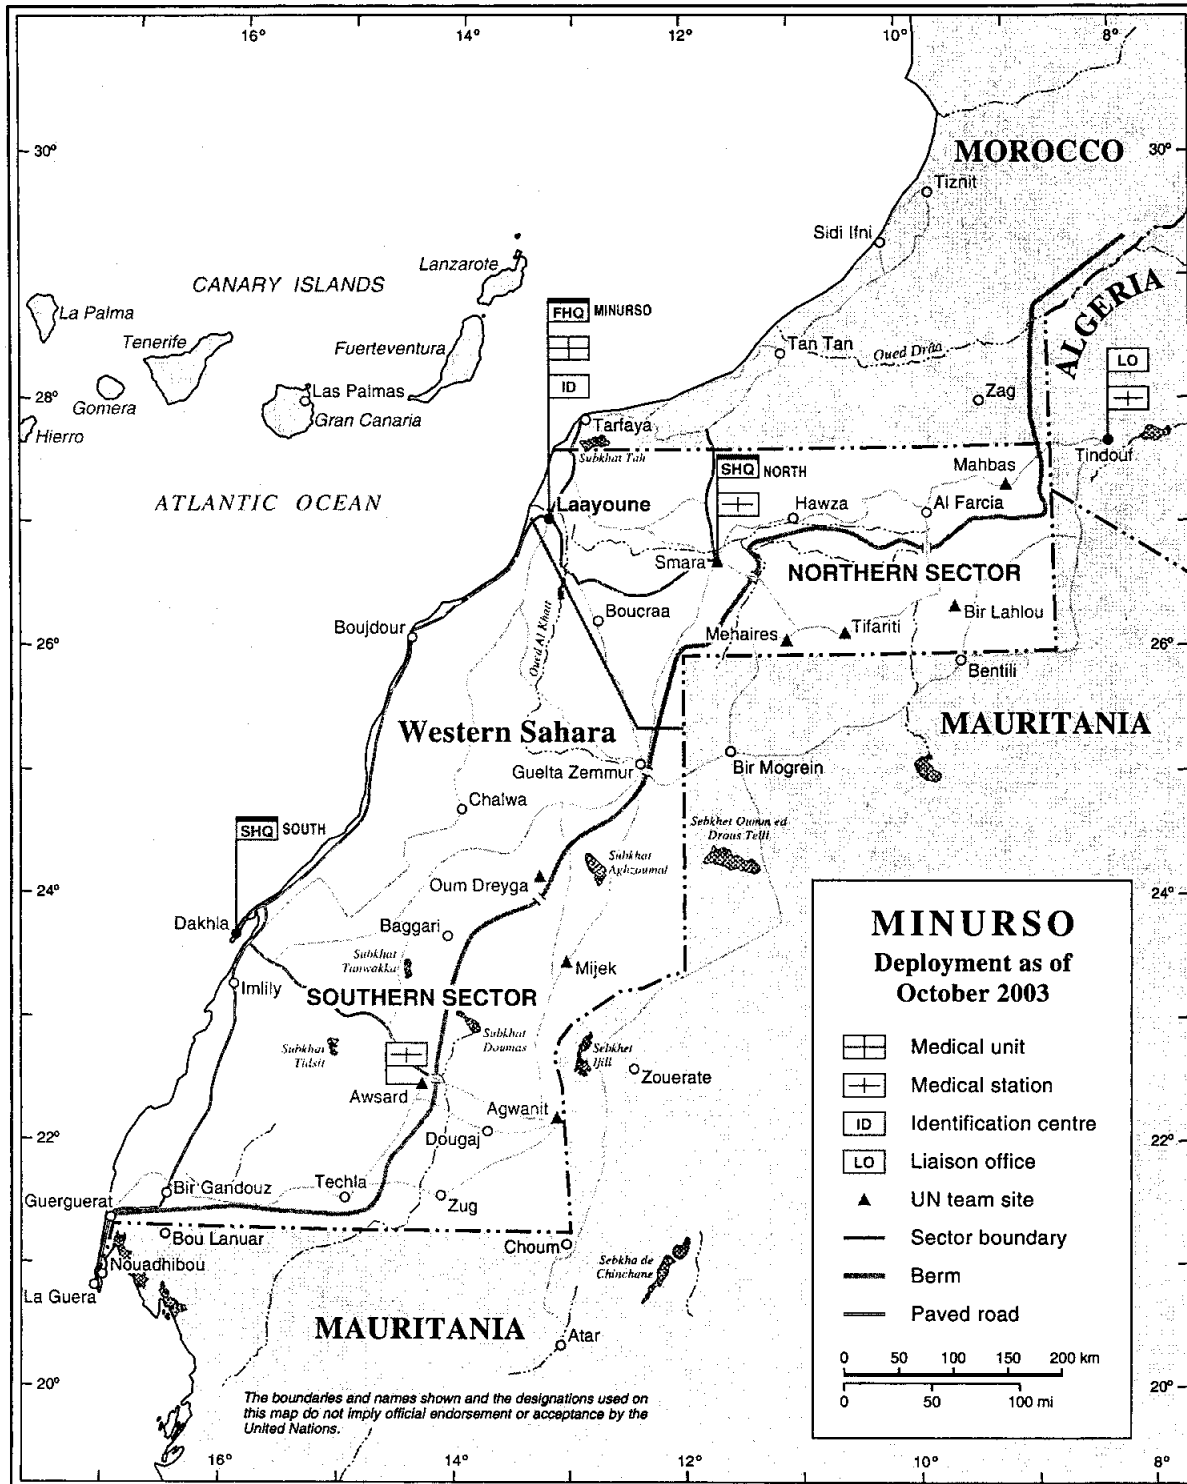 16°
14°
12°
10°
8°
30°
MOROCCO
30°
Tiznit
Sidi Ifni
Lanzarote
CANARY ISLANDS
La Palma
Tenerife
Fuerteventura
FHQ MINURSO
ID
ALGERIA
LO
Tan Tan
Oued Drâa
Las Palmas
Zag
28°
Gomera
Gran Canaria
Hierro
Tarfaya
Subkhat Tah
Tindouf
Mahbas
SHQ NORTH
ATLANTIC OCEAN
Laayoune
Hawza
Al Farcia
Smara
NORTHERN SECTOR
Oued Al Khatt
Boucraa
Bir Lahlou
Boujdour
Mehaires
Tifariti
26°
26°
Bentili
Western Sahara
MAURITANIA
Guelta Zemmur
Bir Mogrein
Chalwa
SHQ SOUTH
Sebkhet Oumm ed
Drous Telli
Subkhat
Aghzoumal
24°
Oum Dreyga
24°
Dakhla
Baggari
Subkhat
Tanwakka
Mijek
Imlily
SOUTHERN SECTOR
Subkhat
Tidsit
Subkhat
Doumas
Sebkhet
Ijill
Zouerate
Awsard
Agwanit
22°
Dougaj
22°
Techla
Bir Gandouz
Zug
Guerguerat
Bou Lanuar
Choum
Nouadhibou
La Guera
Sebkha de
Chinchane
MAURITANIA
Atar
20°
20°
MINURSO
Deployment as of
October 2003
Medical unit
Medical station
ID Identification centre
LO Liaison office
UN team site
Sector boundary
Berm
Paved road
0 50 100 150 200 km
0 50 100 mi
The boundaries and names shown and the designations used on
this map do not imply official endorsement or acceptance by the
United Nations.
16°
14°
12°
10°